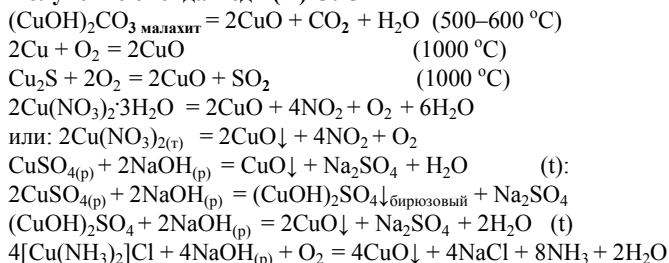 (CuOH)₂CO₃ малахит = 2CuO + CO₂ + H₂O (500–600 °C)
2Cu + O₂ = 2CuO (1000 °C)
Cu₂S + 2O₂ = 2CuO + SO₂ (1000 °C)
2Cu(NO₃)₂·3H₂O = 2CuO + 4NO₂ + O₂ + 6H₂O
или: 2Cu(NO₃)₂₍т₎ = 2CuO↓ + 4NO₂ + O₂
CuSO₄₍р₎ + 2NaOH₍р₎ = CuO↓ + Na₂SO₄ + H₂O (t):
2CuSO₄₍р₎ + 2NaOH₍р₎ = (CuOH)₂SO₄↓бирюзовый + Na₂SO₄
(CuOH)₂SO₄ + 2NaOH₍р₎ = 2CuO↓ + Na₂SO₄ + 2H₂O (t)
4[Cu(NH₃)₂]Cl + 4NaOH₍р₎ + O₂ = 4CuO↓ + 4NaCl + 8NH₃ + 2H₂O